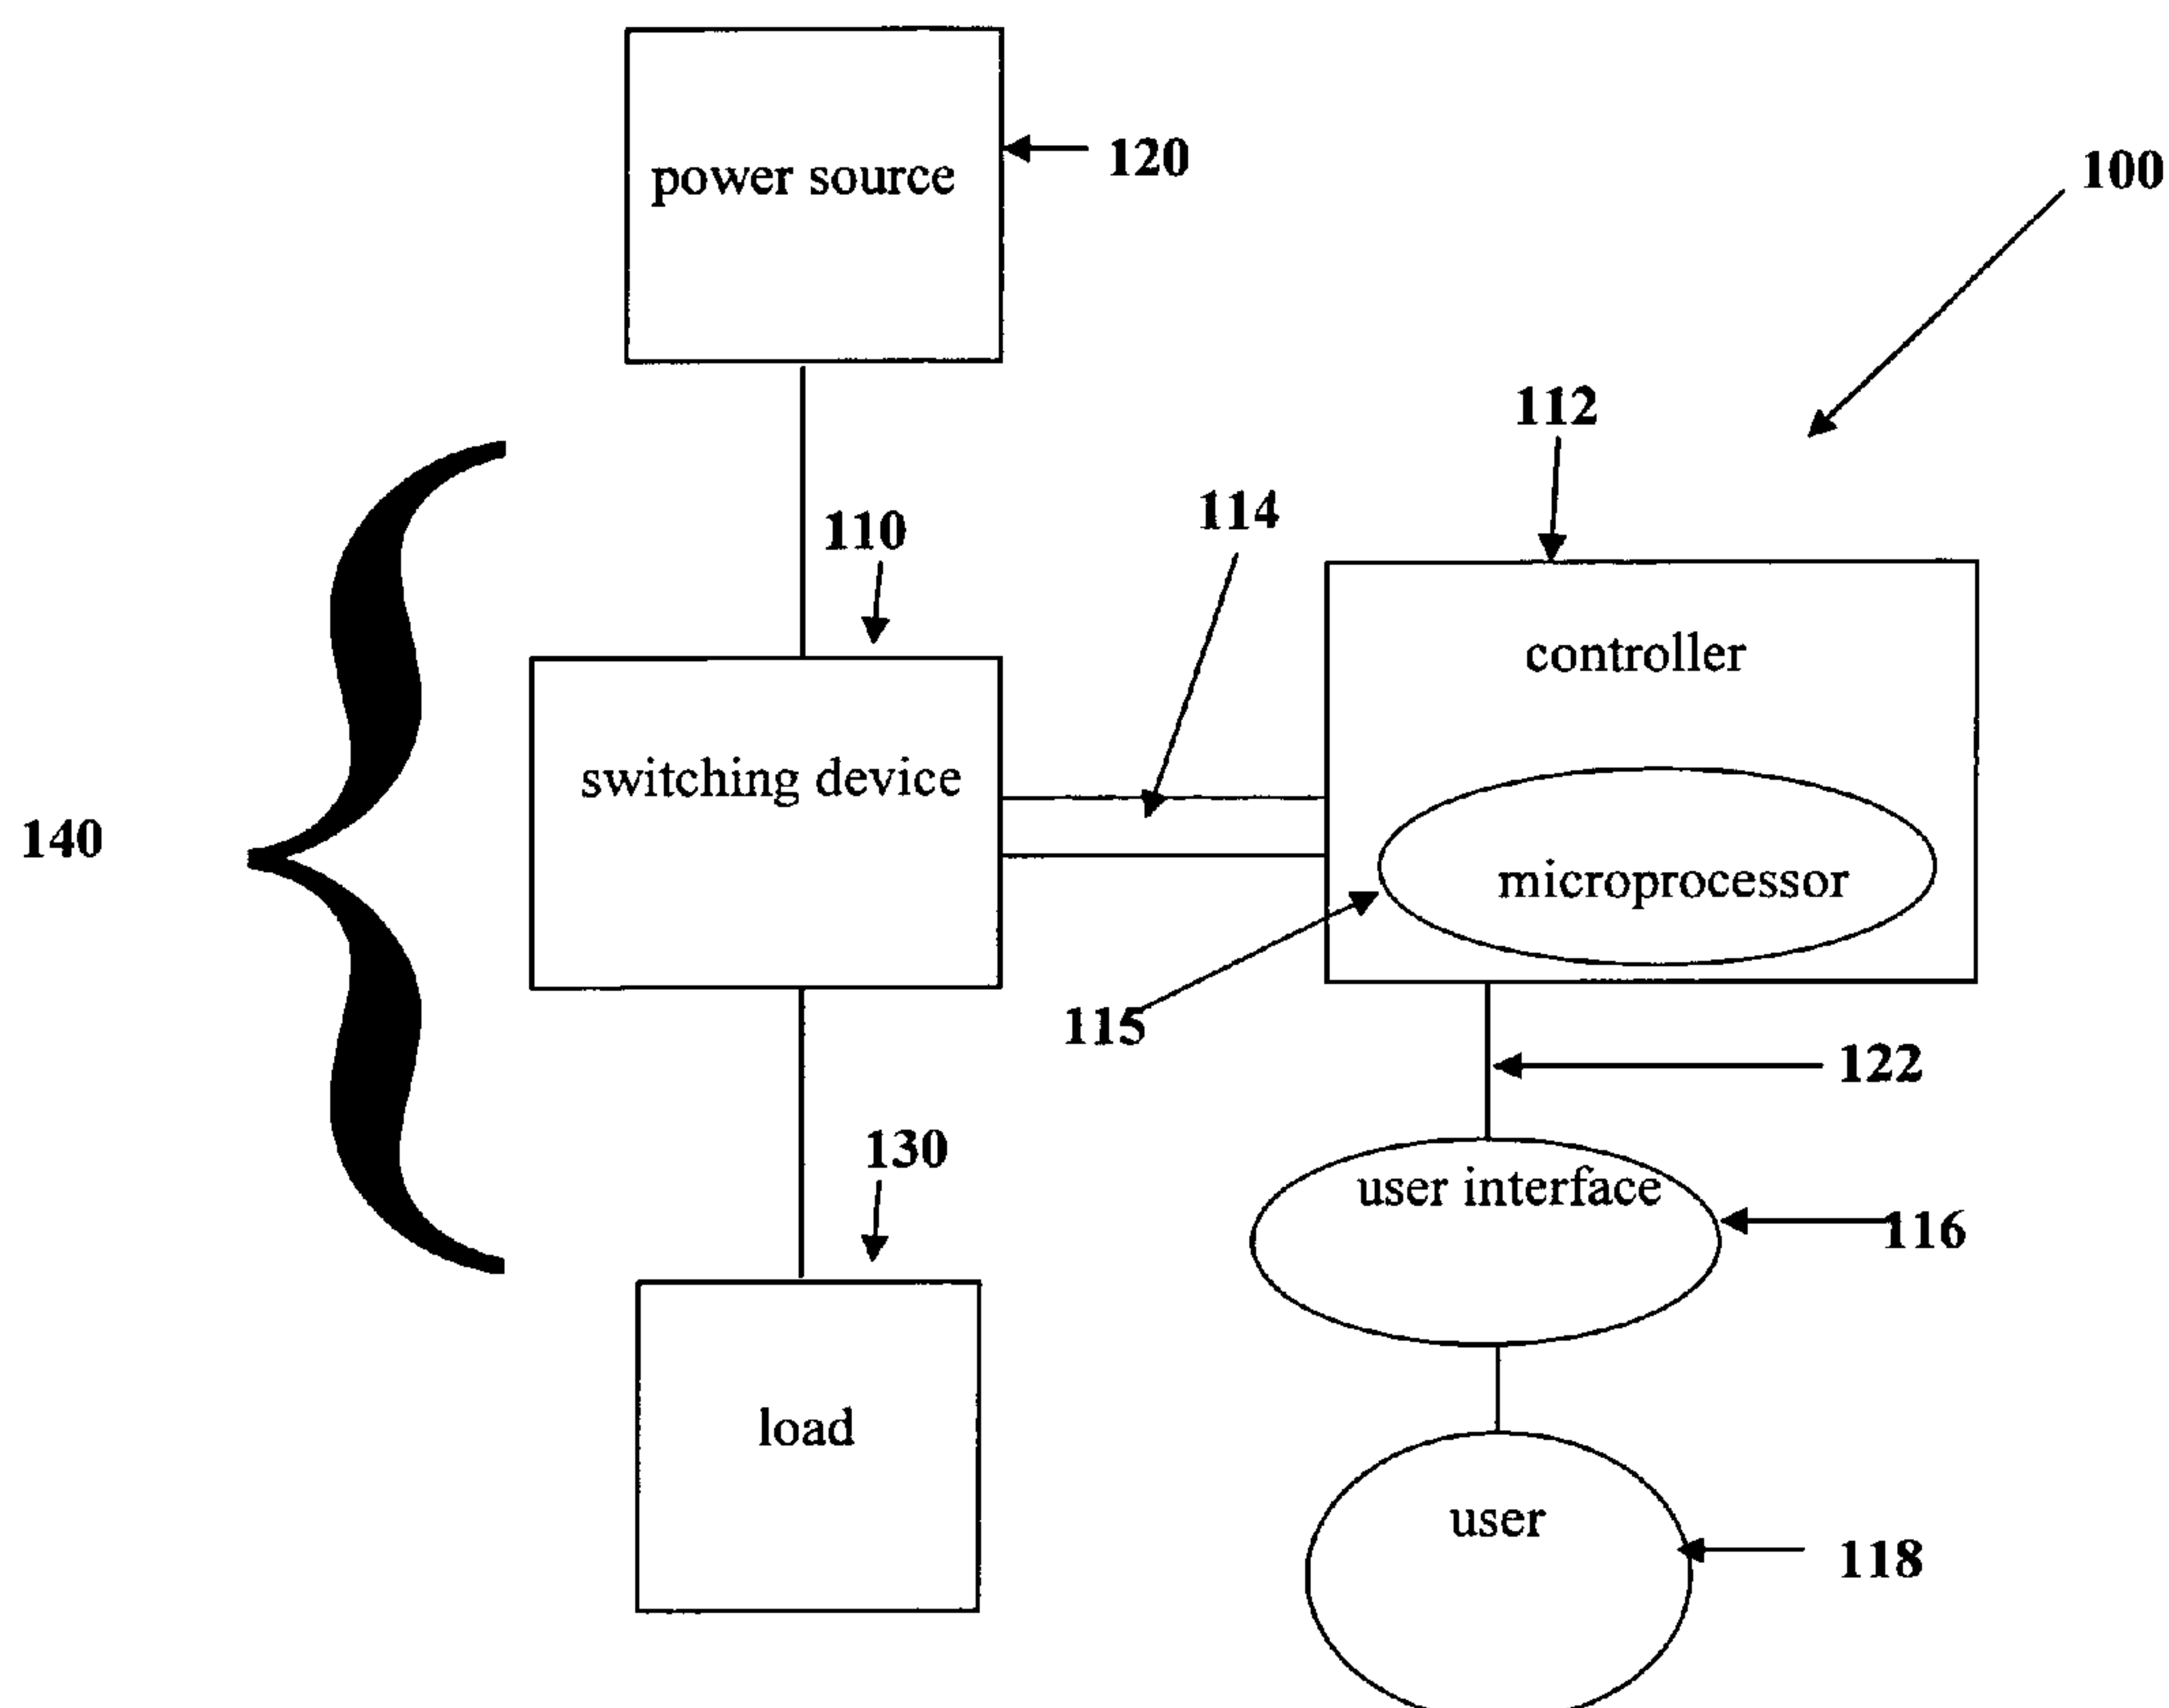 power source
120
100
112
114
110
controller
switching device
140
microprocessor
115
122
130
user interface
116
load
user
118